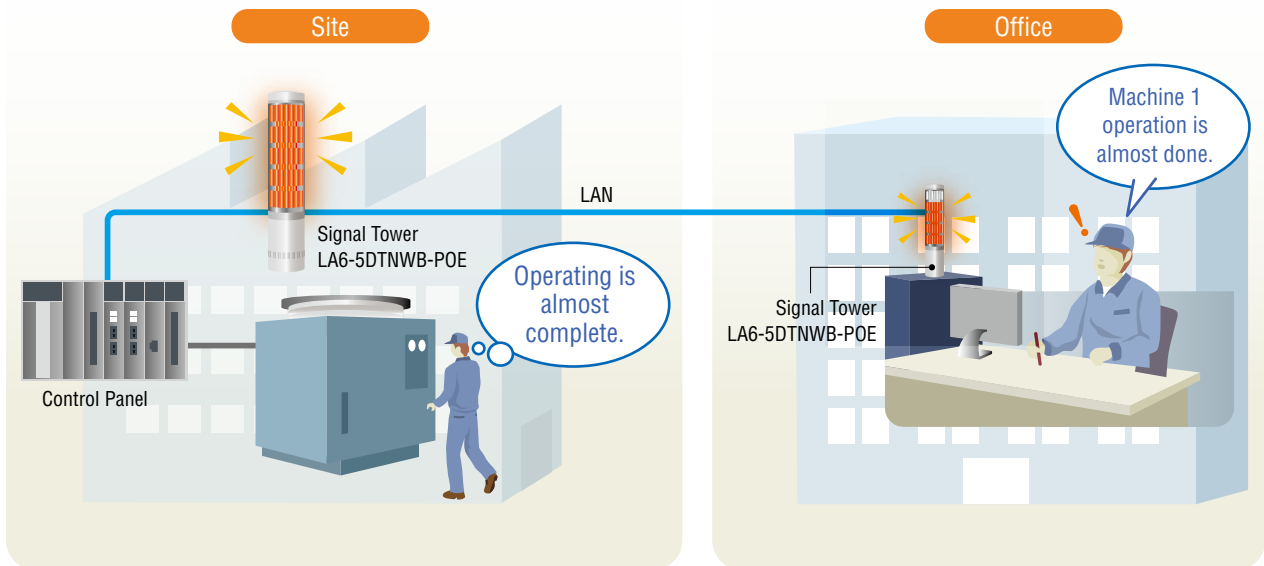 Site
Signal Tower
LA6-5DTNWB-POE
Operating is
almost
complete.
Control Panel
LAN
Office
Machine 1
operation is
almost done.
Signal Tower
LA6-5DTNWB-POE